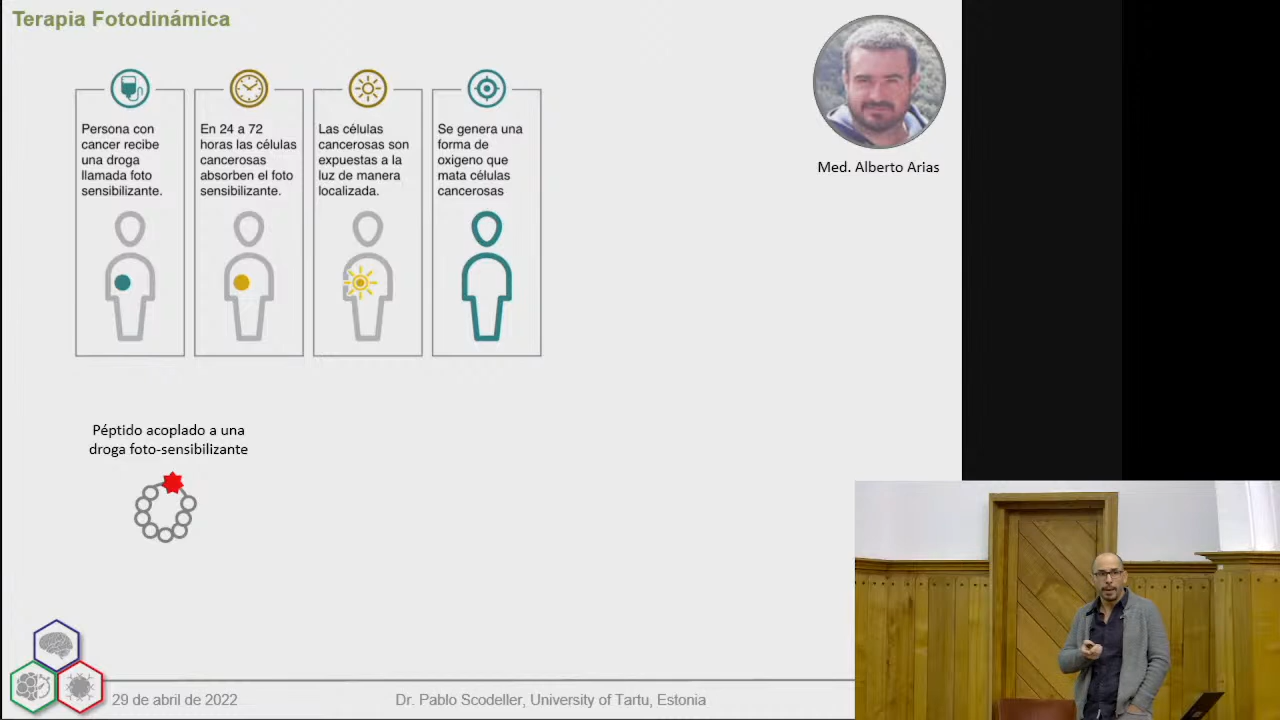 Terapia Fotodinámica
Persona con
cancer recibe
una droga
llamada foto
sensibilizante.
En 24 a 72
horas las células
cancerosas
absorben el foto
sensibilizante.
Las células
cancerosas son
expuestas a la
luz de manera
localizada.
Se genera una
forma de
oxigeno que
mata células
cancerosas
Med. Alberto Arias
Péptido acoplado a una
droga foto-sensibilizante
29 de abril de 2022
Dr. Pablo Scodeller, University of Tartu, Estonia